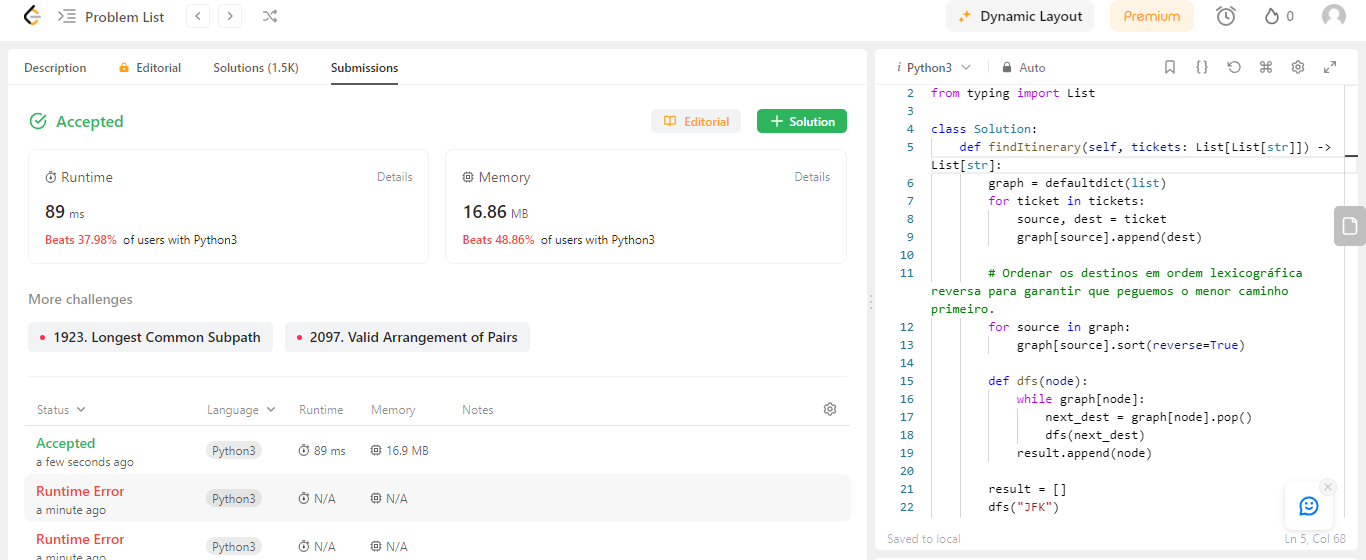 Problem List
Dynamic Layout
Premium
0
Description
Editorial
Solutions (1.5K)
Submissions
Accepted
Editorial
Solution
Runtime
Details
89 ms
Beats 37.98% of users with Python3
Memory
Details
16.86 MB
Beats 48.86% of users with Python3
More challenges
1923. Longest Common Subpath
2097. Valid Arrangement of Pairs
Status Language Runtime Memory Notes
Accepted
a few seconds ago
Python3 89 ms 16.9 MB
Runtime Error
a minute ago
Python3 N/A N/A
Runtime Error
a minute ago
Python3 N/A N/A
i Python3
Auto
2 from typing import List
3
4 class Solution:
5 def findItinerary(self, tickets: List[List[str]]) ->
List[str]:
6 graph = defaultdict(list)
7 for ticket in tickets:
8 source, dest = ticket
9 graph[source].append(dest)
10
11 # Ordenar os destinos em ordem lexicográfica
reversa para garantir que peguemos o menor caminho
primeiro.
12 for source in graph:
13 graph[source].sort(reverse=True)
14
15 def dfs(node):
16 while graph[node]:
17 next_dest = graph[node].pop()
18 dfs(next_dest)
19 result.append(node)
20
21 result = []
22 dfs("JFK")
Saved to local
Ln 5, Col 68